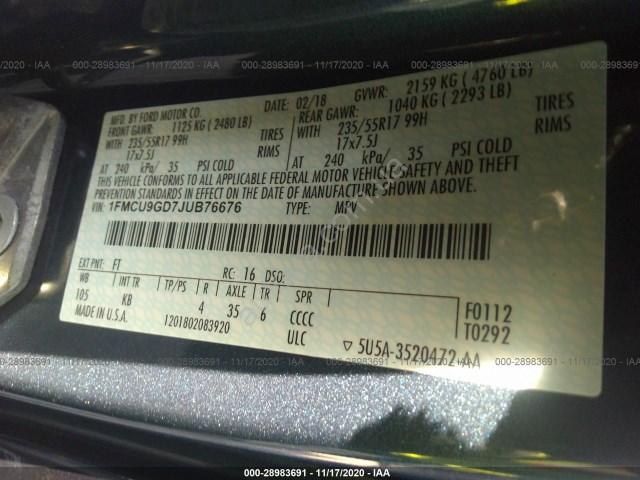 000-28983691 - 11/17/2020 - IAA
MFD. BY FORD MOTOR CO.
DATE: 02/18 GVWR: 2159 KG ( 4760 LB)
FRONT GAWR: 1125 KG ( 2480 LB)
REAR GAWR: 1040 KG ( 2293 LB)
WITH 235/55R17 99H TIRES
WITH 235/55R17 99H TIRES
17x7.5J RIMS
17x7.5J RIMS
AT 240 kPa/ 35 PSI COLD
AT 240 kPa/ 35 PSI COLD
THIS VEHICLE CONFORMS TO ALL APPLICABLE FEDERAL MOTOR VEHICLE SAFETY AND THEFT
PREVENTION STANDARDS IN EFFECT ON THE DATE OF MANUFACTURE SHOWN ABOVE.
VIN: 1FMCU9GD7JUB76676 TYPE: MPV
EXT PNT: FT RC: 16 DSO:
WB INT TR TP/PS R AXLE TR SPR
105 KB 4 35 6 CCCC
F0112
T0292
MADE IN U.S.A. 1201802083920 ULC
5U5A-3520472-AA
000-28983691 - 11/17/2020 - IAA